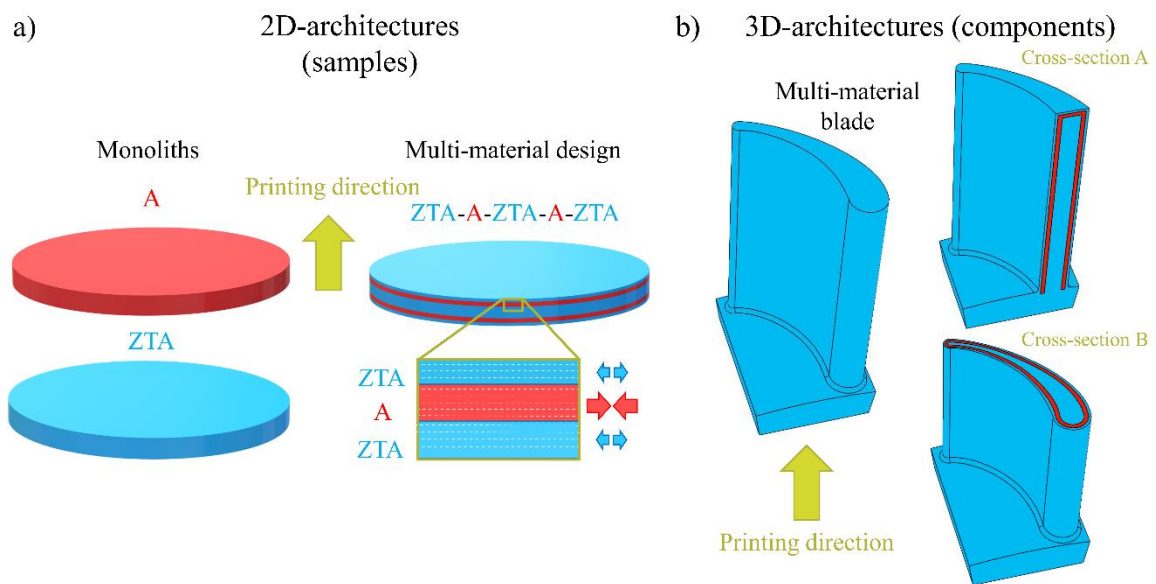 a)
2D-architectures
(samples)
Monoliths
A
ZTA
Printing direction
Multi-material design
ZTA-A-ZTA-A-ZTA
ZTA
A
ZTA
b)
3D-architectures (components)
Multi-material
blade
Cross-section A
Cross-section B
Printing direction